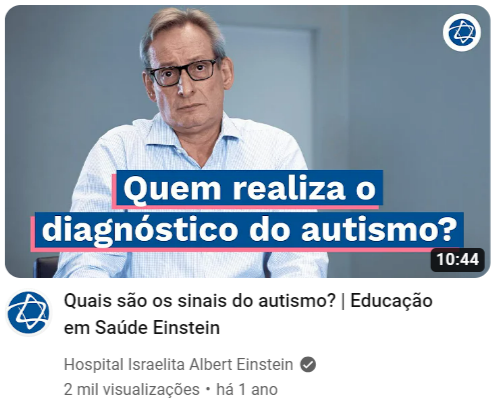 Quem realiza o
diagnóstico do autismo?
10:44
Quais são os sinais do autismo? | Educação
em Saúde Einstein
Hospital Israelita Albert Einstein
2 mil visualizações • há 1 ano